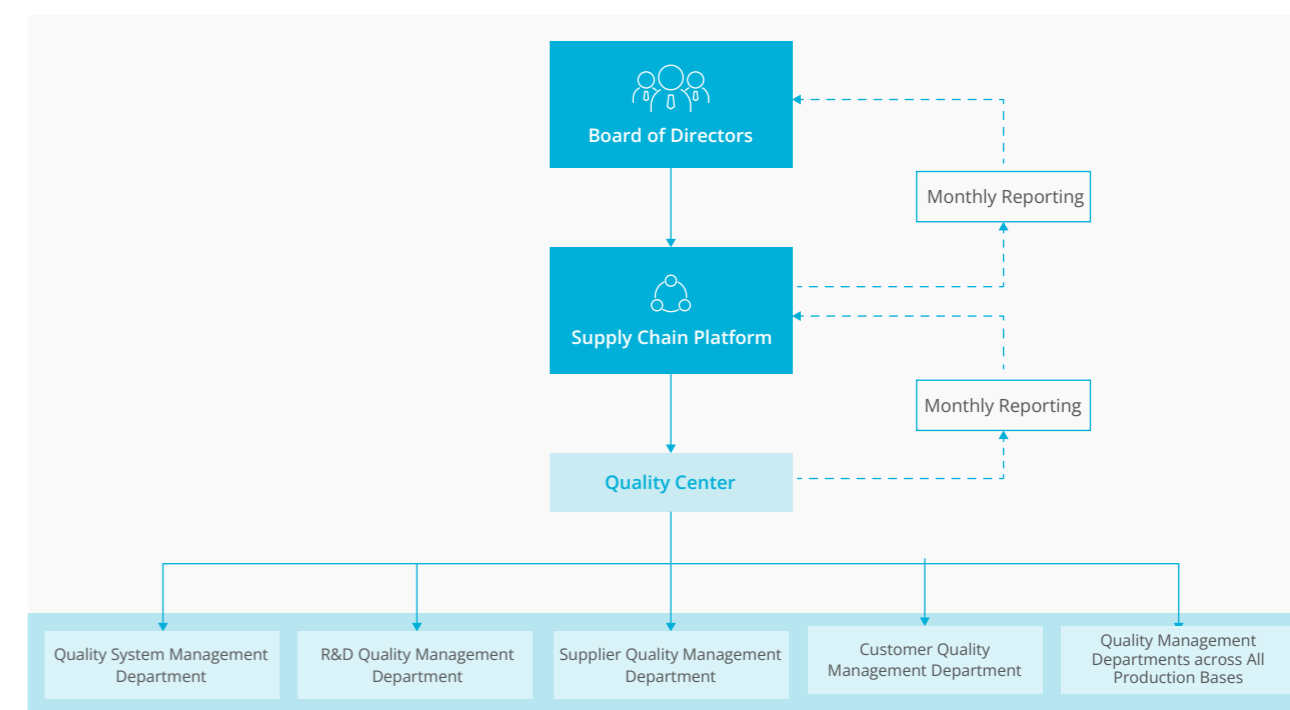 Board of Directors
Monthly Reporting
Supply Chain Platform
Monthly Reporting
Quality Center
Quality System Management
Department
R&D Quality Management
Department
Supplier Quality Management
Department
Customer Quality
Management Department
Quality Management
Departments across All
Production Bases